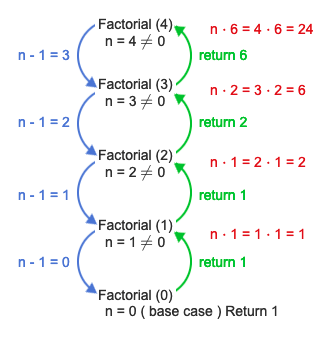 Factorial (4)
n = 4 ≠ 0
n · 6 = 4 · 6 = 24
n - 1 = 3
return 6
Factorial (3)
n = 3 ≠ 0
n · 2 = 3 · 2 = 6
n - 1 = 2
return 2
Factorial (2)
n = 2 ≠ 0
n · 1 = 2 · 1 = 2
n - 1 = 1
return 1
Factorial (1)
n = 1 ≠ 0
n · 1 = 1 · 1 = 1
n - 1 = 0
return 1
Factorial (0)
n = 0 ( base case ) Return 1